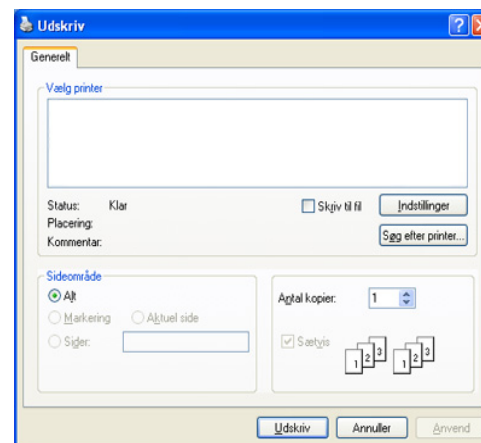 Udskriv
Generelt
Vælg printer
Status: Klar
Placering:
Kommentar:
Skriv til fil
Indstillinger
Søg efter printer...
Sideområde
Alt
Markering Aktuel side
Sider:
Antal kopier: 1
Sætvis
1 2 3 1 2 3
Udskriv Annuller Anvend